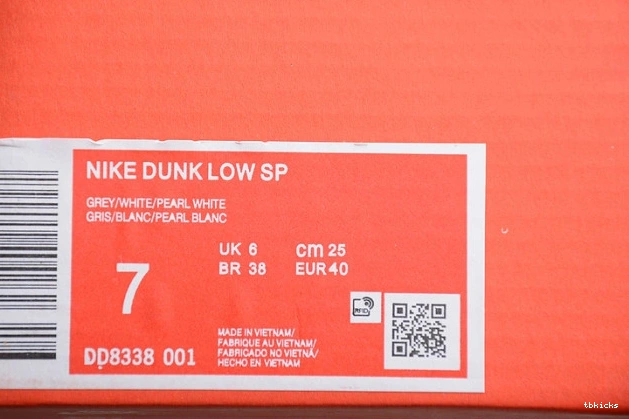 NIKE DUNK LOW SP
GREY/WHITE/PEARL WHITE
GRIS/BLANC/PEARL BLANC
UK 6 cm 25
BR 38 EUR 40
7
RFID
MADE IN VIETNAM/
FABRIQUE AU VIETNAM/
FABRICADO NO VIETNÃ/
HECHO EN VIETNAM
DD8338 001
tbkicks